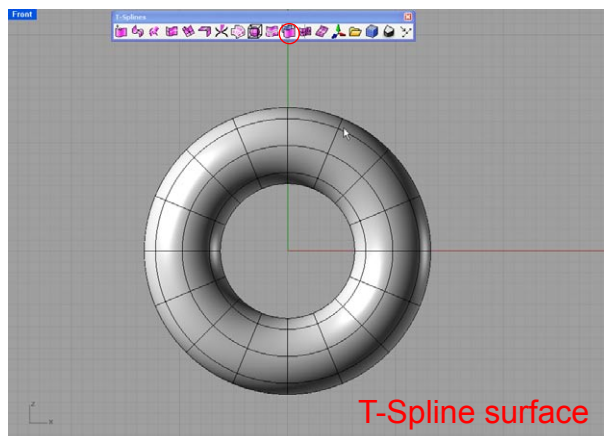 Front
T-Splines
z
x
T-Spline surface